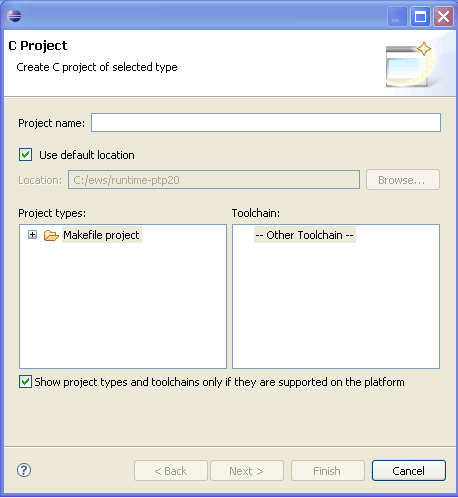 C Project
Create C project of selected type
Project name:
Use default location
Location: C:/ews/runtime-ptp20 Browse...
Project types: Toolchain:
Makefile project -- Other Toolchain --
Show project types and toolchains only if they are supported on the platform
? < Back Next > Finish Cancel